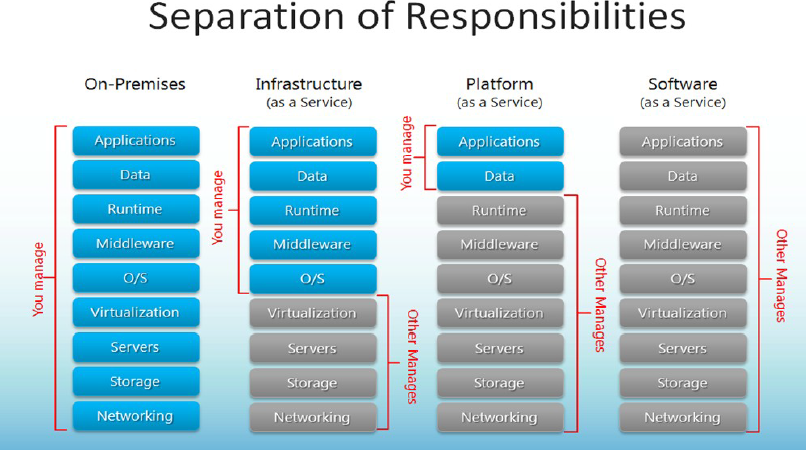 Separation of Responsibilities
On-Premises
Applications
Data
Runtime
Middleware
O/S
Virtualization
Servers
Storage
Networking
You manage
Infrastructure
(as a Service)
Applications
Data
Runtime
Middleware
O/S
Virtualization
Servers
Storage
Networking
You manage
Other Manages
Platform
(as a Service)
Applications
Data
Runtime
Middleware
O/S
Virtualization
Servers
Storage
Networking
You manage
Other Manages
Software
(as a Service)
Applications
Data
Runtime
Middleware
O/S
Virtualization
Servers
Storage
Networking
Other Manages